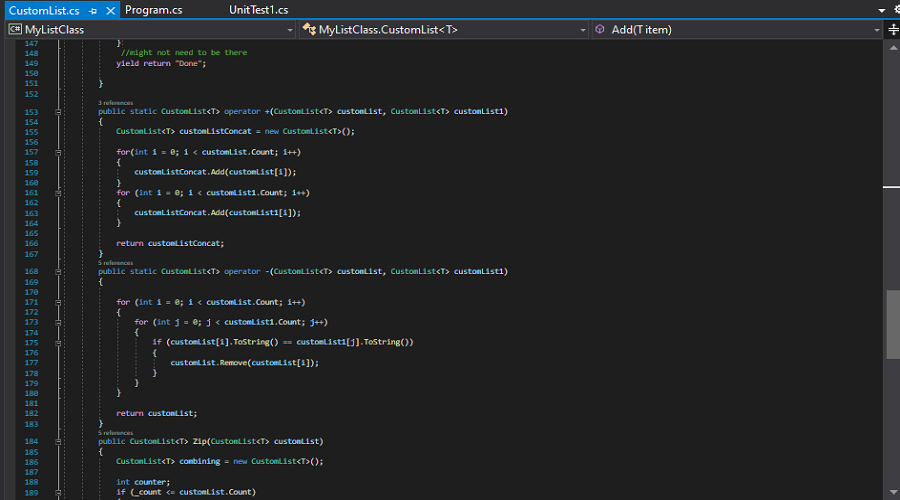 CustomList.cs Program.cs UnitTest1.cs
C# MyListClass MyListClass.CustomList<T> Add(T item)
147 }
148 //might not need to be there
149 yield return "Done";
150
151 }
152
3 references
153 public static CustomList<T> operator +(CustomList<T> customList, CustomList<T> customList1)
154 {
155 CustomList<T> customListConcat = new CustomList<T>();
156
157 for(int i = 0; i < customList.Count; i++)
158 {
159 customListConcat.Add(customList[i]);
160 }
161 for (int i = 0; i < customList1.Count; i++)
162 {
163 customListConcat.Add(customList1[i]);
164 }
165
166 return customListConcat;
167 }
5 references
168 public static CustomList<T> operator -(CustomList<T> customList, CustomList<T> customList1)
169 {
170
171 for (int i = 0; i < customList.Count; i++)
172 {
173 for (int j = 0; j < customList1.Count; j++)
174 {
175 if (customList[i].ToString() == customList1[j].ToString())
176 {
177 customList.Remove(customList[i]);
178 }
179 }
180 }
181
182 return customList;
183 }
5 references
184 public CustomList<T> Zip(CustomList<T> customList)
185 {
186 CustomList<T> combining = new CustomList<T>();
187
188 int counter;
189 if (_count <= customList.Count)